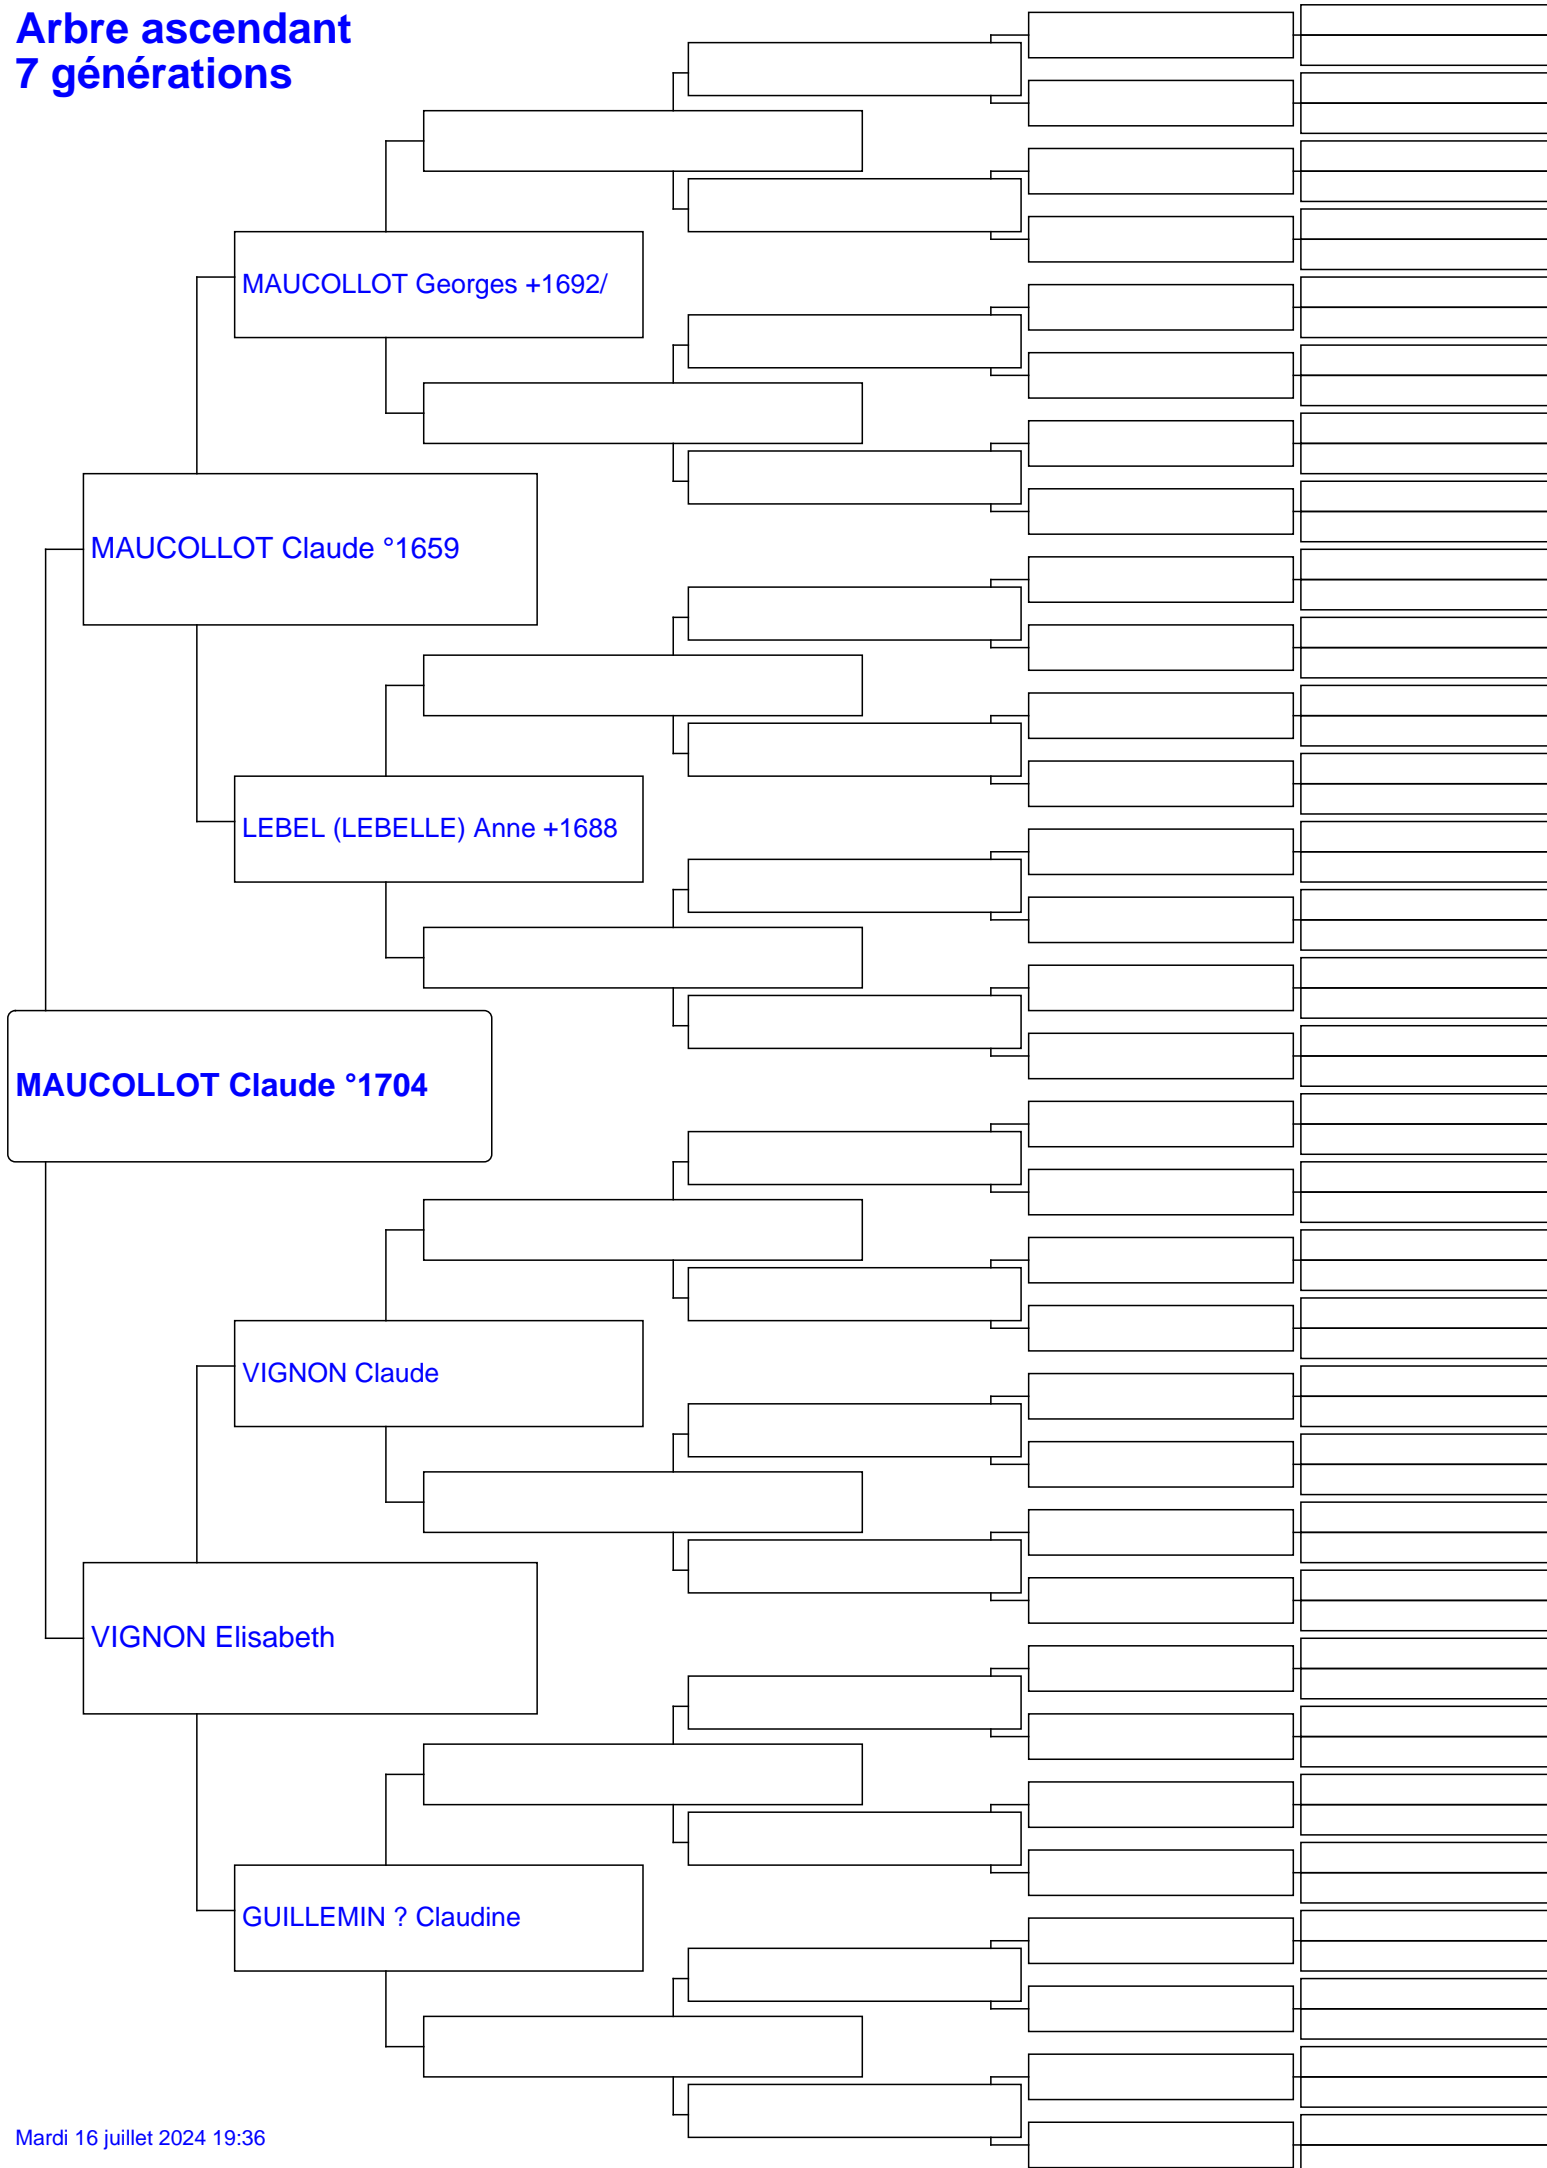 Arbre ascendant
7 générations
MAUCOLLOT Georges +1692/
MAUCOLLOT Claude °1659
LEBEL (LEBELLE) Anne +1688
MAUCOLLOT Claude °1704
VIGNON Claude
VIGNON Elisabeth
GUILLEMIN ? Claudine
Mardi 16 juillet 2024 19:36